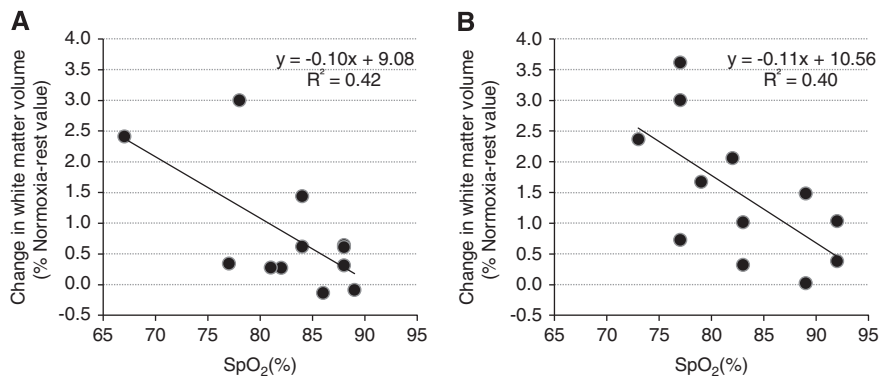 A
Change in white matter volume
(% Normoxia-rest value)
4.0
3.5
3.0
2.5
2.0
1.5
1.0
0.5
0.0
-0.5
y = -0.10x + 9.08
R² = 0.42
65 70 75 80 85 90 95
SpO₂(%)
B
Change in white matter volume
(% Normoxia-rest value)
4.0
3.5
3.0
2.5
2.0
1.5
1.0
0.5
0.0
-0.5
y = -0.11x + 10.56
R² = 0.40
65 70 75 80 85 90 95
SpO₂(%)